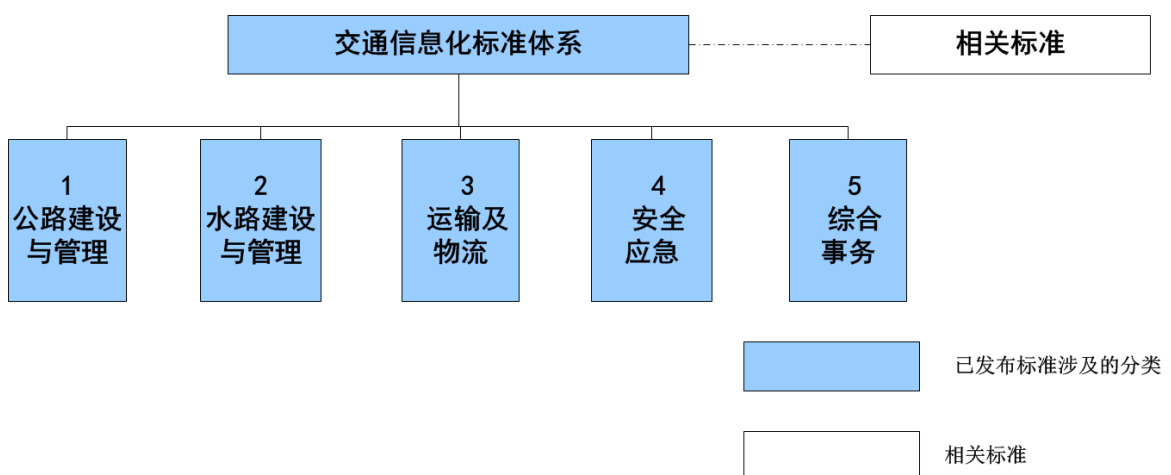 交通信息化标准体系
相关标准
1
公路建设
与管理
2
水路建设
与管理
3
运输及
物流
4
安全
应急
5
综合
事务
已发布标准涉及的分类
相关标准